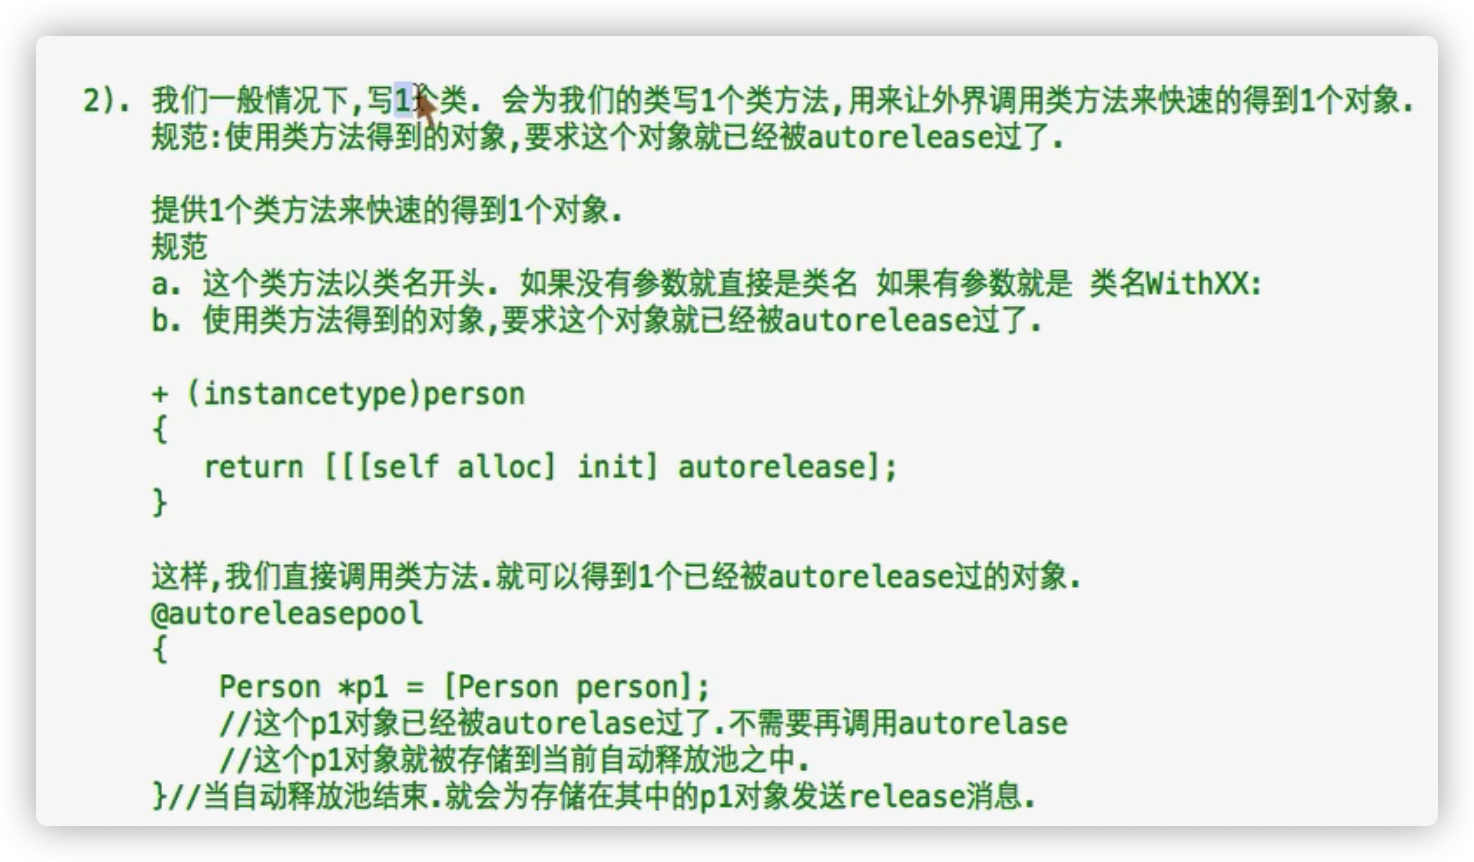 2). 我们一般情况下,写1个类. 会为我们的类写1个类方法,用来让外界调用类方法来快速的得到1个对象.
规范:使用类方法得到的对象,要求这个对象就已经被autorelease过了.
提供1个类方法来快速的得到1个对象.
规范
a. 这个类方法以类名开头. 如果没有参数就直接是类名 如果有参数就是 类名WithXX:
b. 使用类方法得到的对象,要求这个对象就已经被autorelease过了.
+ (instancetype)person
{
return [[[self alloc] init] autorelease];
}
这样,我们直接调用类方法.就可以得到1个已经被autorelease过的对象.
@autoreleasepool
{
Person *p1 = [Person person];
//这个p1对象已经被autorelase过了.不需要再调用autorelase
//这个p1对象就被存储到当前自动释放池之中.
}//当自动释放池结束.就会为存储在其中的p1对象发送release消息.